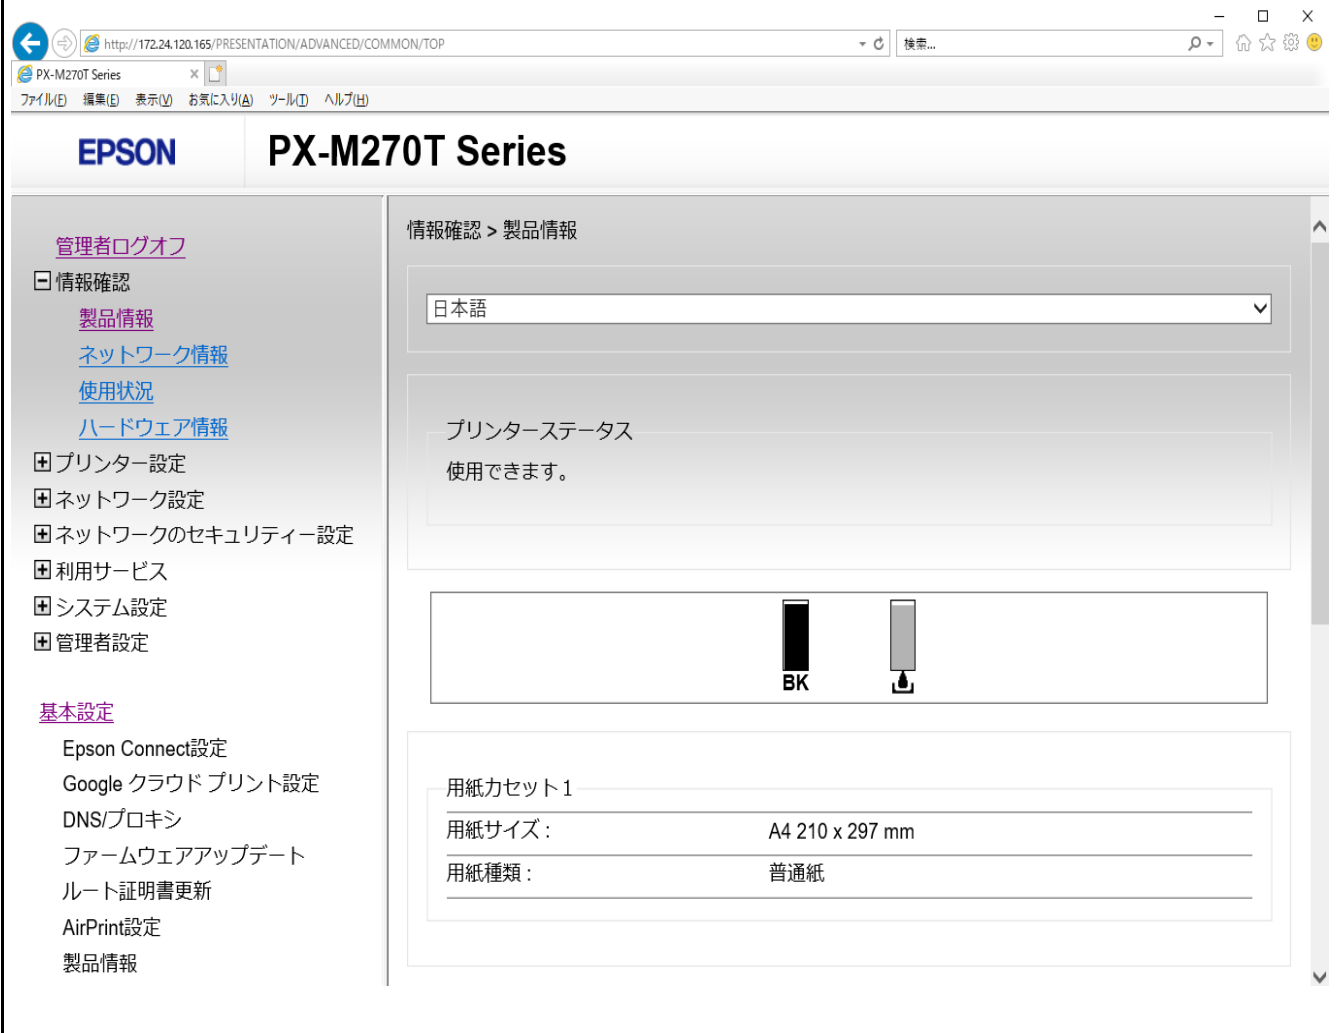 http://172.24.120.165/PRESENTATION/ADVANCED/COMMON/TOP
検索...
PX-M270T Series
ファイル(F) 編集(E) 表示(V) お気に入り(A) ツール(T) ヘルプ(H)
EPSON
PX-M270T Series
管理者ログオフ
情報確認
製品情報
ネットワーク情報
使用状況
ハードウェア情報
プリンター設定
ネットワーク設定
ネットワークのセキュリティー設定
利用サービス
システム設定
管理者設定
基本設定
Epson Connect設定
Google クラウド プリント設定
DNS/プロキシ
ファームウェアアップデート
ルート証明書更新
AirPrint設定
製品情報
情報確認 > 製品情報
日本語
プリンターステータス
使用できます。
BK
用紙カセット 1
用紙サイズ : A4 210 x 297 mm
用紙種類 : 普通紙